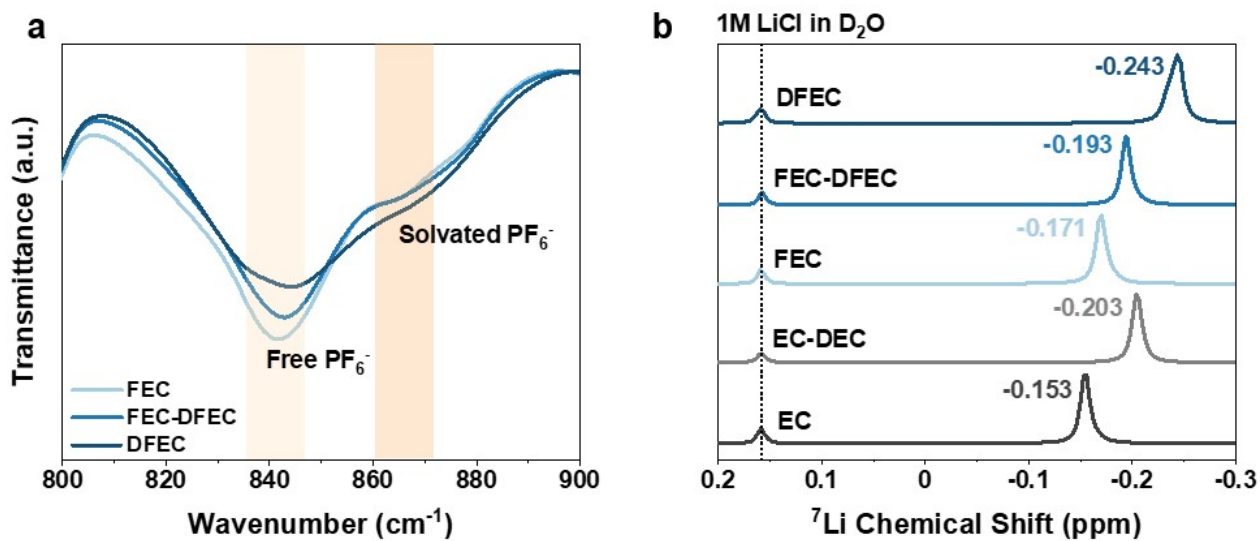 a
Transmittance (a.u.)
Solvated PF₆⁻
Free PF₆⁻
FEC
FEC-DFEC
DFEC
800 820 840 860 880 900
Wavenumber (cm⁻¹)
b
1M LiCl in D₂O
-0.243
DFEC
-0.193
FEC-DFEC
-0.171
FEC
-0.203
EC-DEC
-0.153
EC
0.2 0.1 0 -0.1 -0.2 -0.3
⁷Li Chemical Shift (ppm)